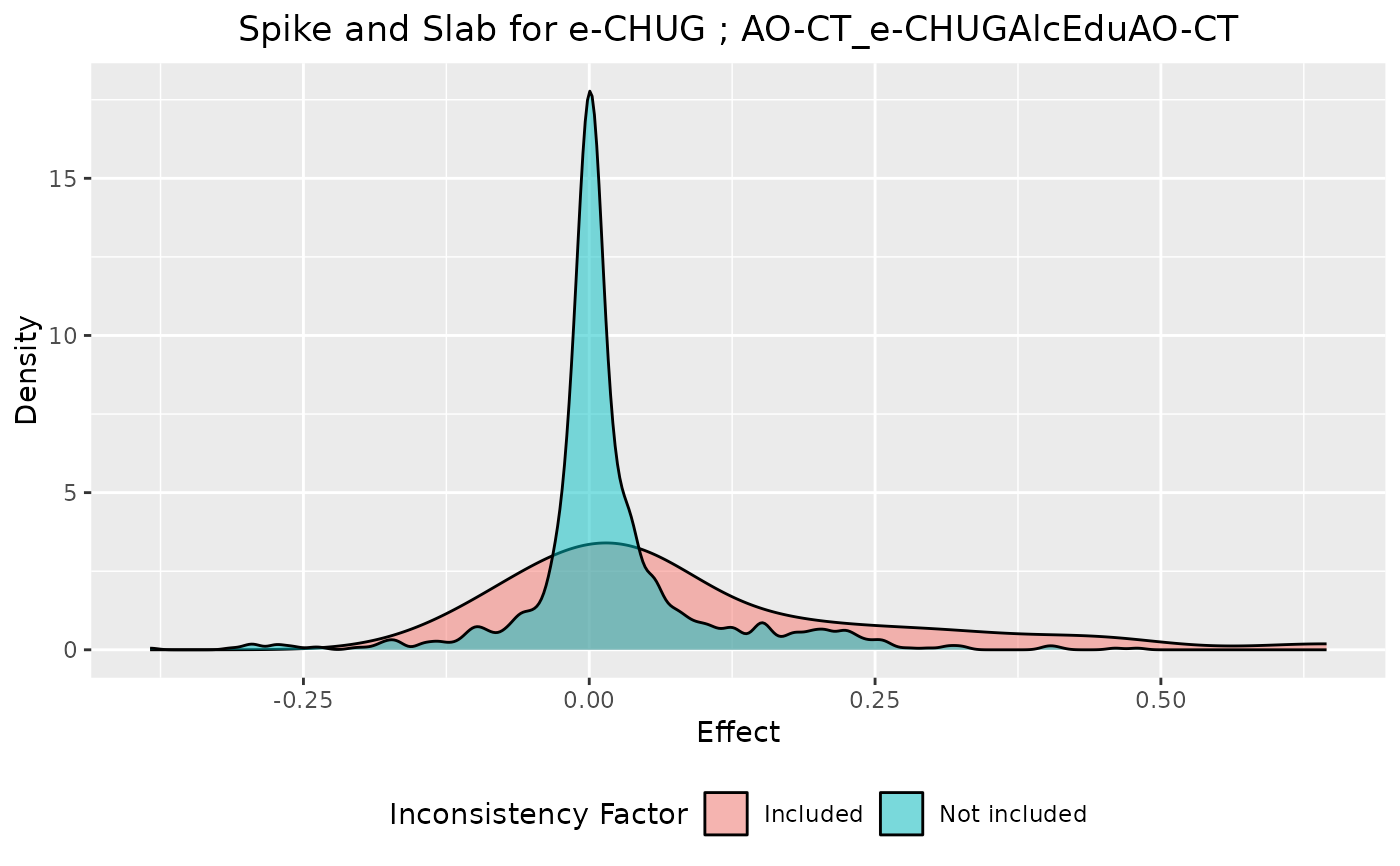 Spike and Slab for e-CHUG ; AO-CT_e-CHUGAlcEduAO-CT
Density
15
10
5
0
-0.25 0.00 0.25 0.50
Effect
Inconsistency Factor Included Not included